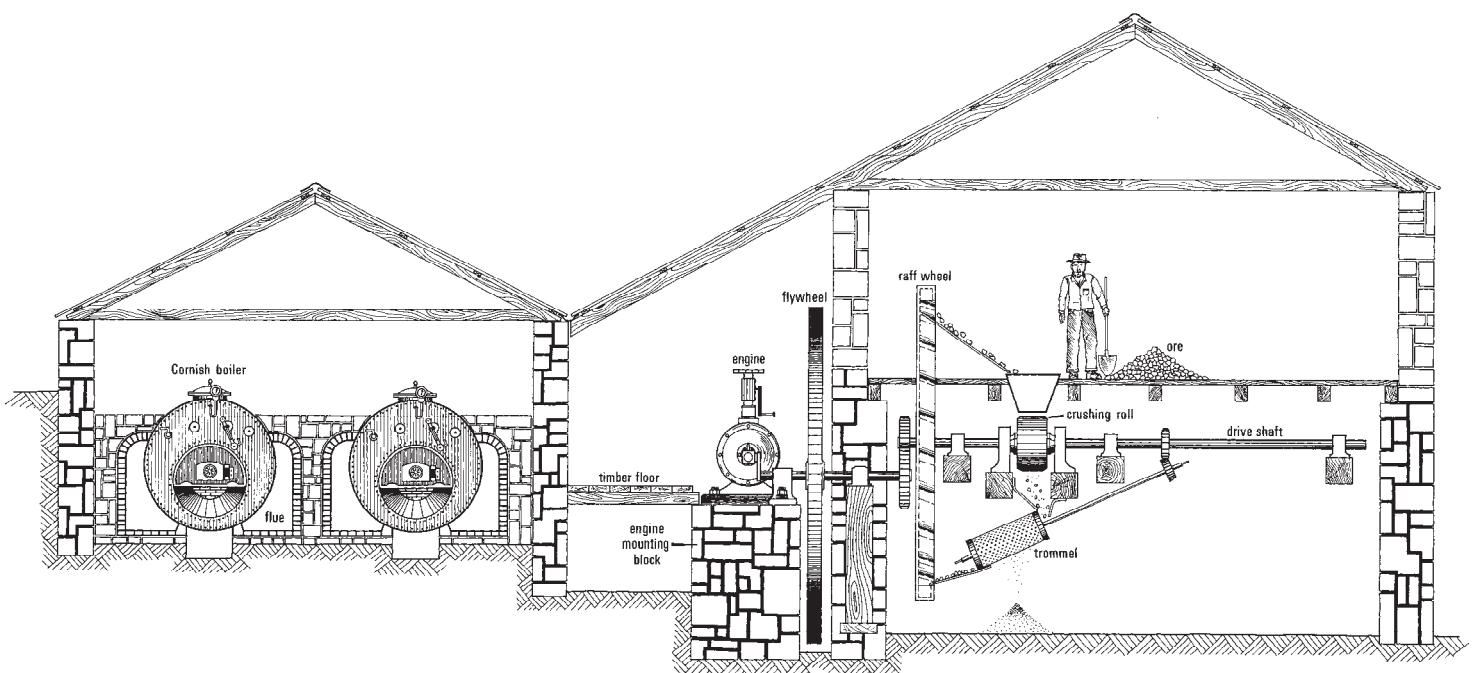 Cornish boiler
flue
timber floor
engine
mounting
block
engine
flywheel
raff wheel
ore
crushing roll
drive shaft
trommel